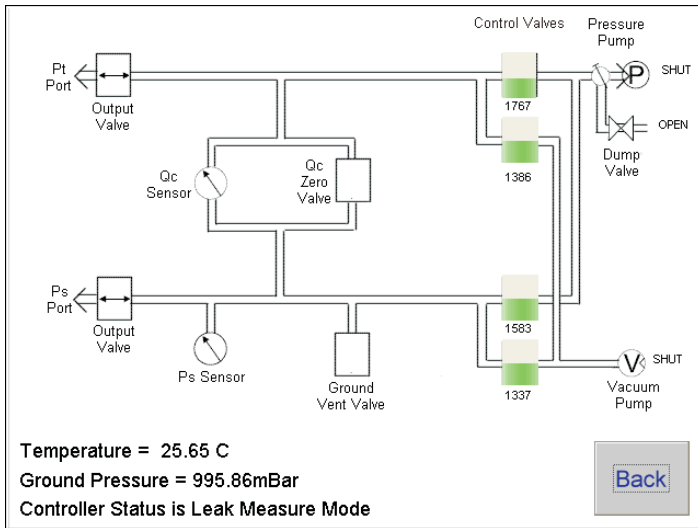 Control Valves
Pressure
Pump
Pt
Port
P
SHUT
Output
Valve
1767
OPEN
Dump
Valve
1386
Qc
Sensor
Qc
Zero
Valve
Ps
Port
Output
Valve
1583
Ps Sensor
Ground
Vent Valve
1337
V
SHUT
Vacuum
Pump
Temperature = 25.65 C
Ground Pressure = 995.86mBar
Controller Status is Leak Measure Mode
Back